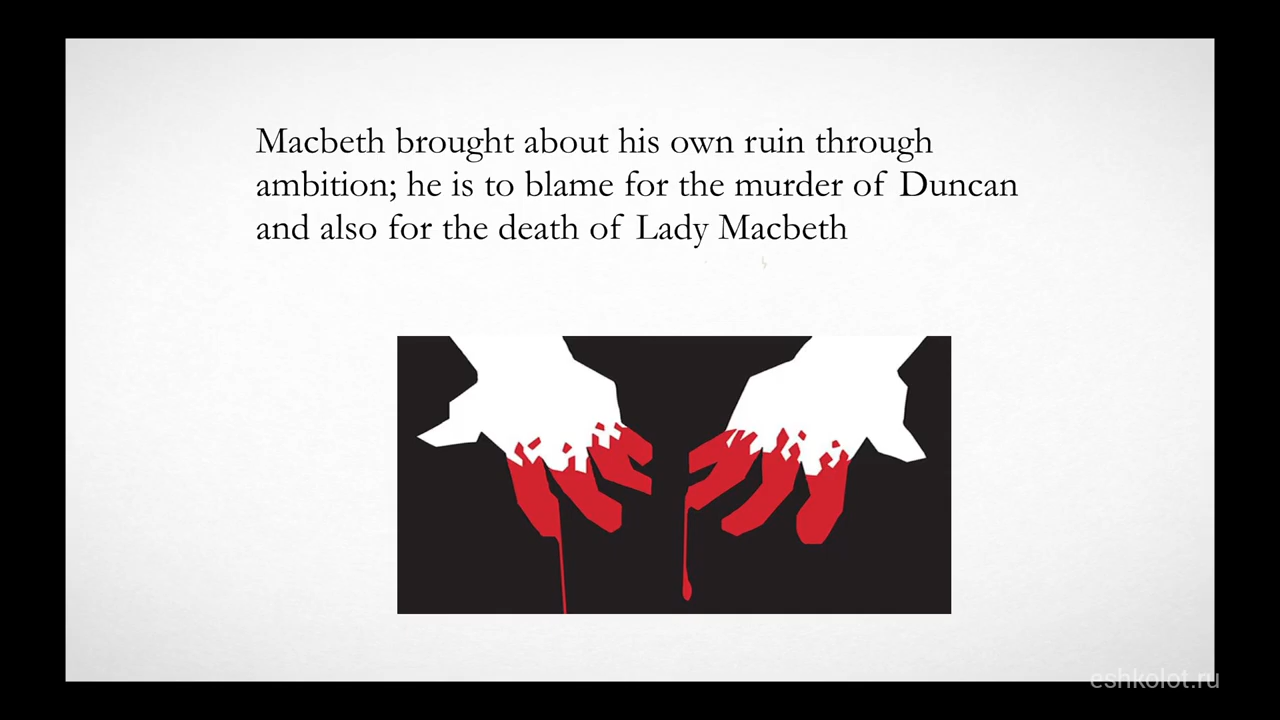 Macbeth brought about his own ruin through
ambition; he is to blame for the murder of Duncan
and also for the death of Lady Macbeth
eshkolot.ru